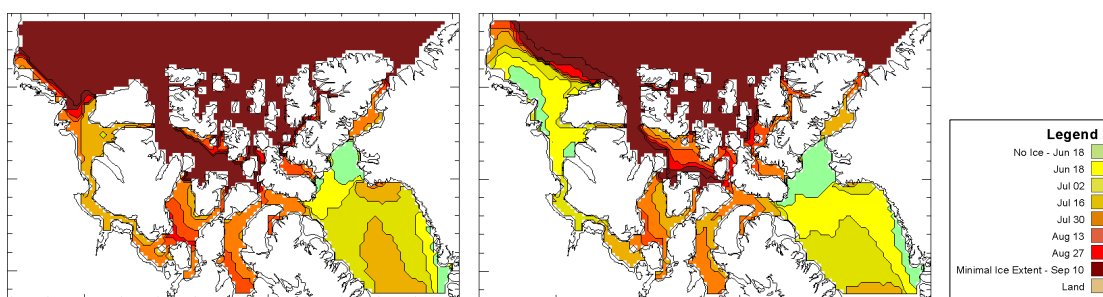 Legend
No Ice - Jun 18
Jun 18
Jul 02
Jul 16
Jul 30
Aug 13
Aug 27
Minimal Ice Extent - Sep 10
Land